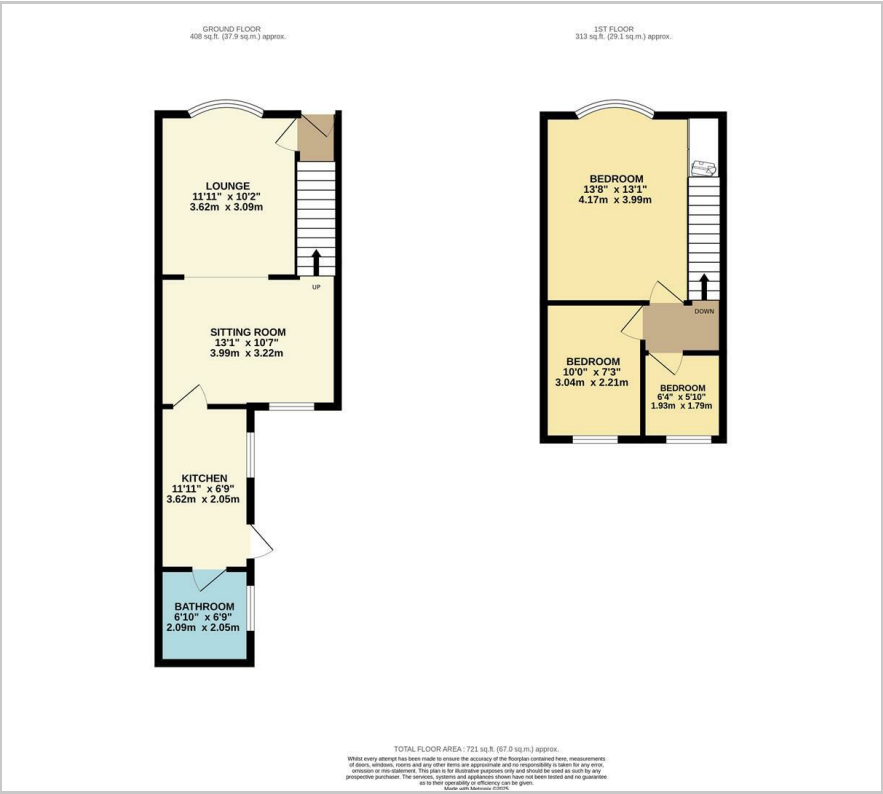 GROUND FLOOR
408 sq.ft. (37.9 sq.m.) approx.
1ST FLOOR
313 sq.ft. (29.1 sq.m.) approx.
LOUNGE
11'11" x 10'2"
3.62m x 3.09m
UP
SITTING ROOM
13'1" x 10'7"
3.99m x 3.22m
KITCHEN
11'11" x 6'9"
3.62m x 2.05m
BATHROOM
6'10" x 6'9"
2.09m x 2.05m
BEDROOM
13'8" x 13'1"
4.17m x 3.99m
DOWN
BEDROOM
10'0" x 7'3"
3.04m x 2.21m
BEDROOM
6'4" x 5'10"
1.93m x 1.79m
TOTAL FLOOR AREA : 721 sq.ft. (67.0 sq.m.) approx.
Whilst every attempt has been made to ensure the accuracy of the floorplan contained here, measurements
of doors, windows, rooms and any other items are approximate and no responsibility is taken for any error,
omission or mis-statement. This plan is for illustrative purposes only and should be used as such by any
prospective purchaser. The services, systems and appliances shown have not been tested and no guarantee
as to their operability or efficiency can be given.
Made with Metropix ©2025